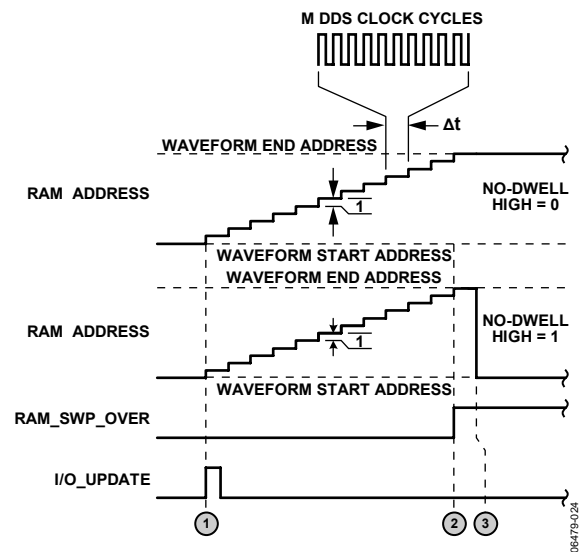 M DDS CLOCK CYCLES
Δt
WAVEFORM END ADDRESS
RAM ADDRESS
1
NO-DWELL
HIGH = 0
WAVEFORM START ADDRESS
WAVEFORM END ADDRESS
RAM ADDRESS
1
NO-DWELL
HIGH = 1
WAVEFORM START ADDRESS
RAM_SWP_OVER
I/O_UPDATE
1
2
3
06479-024